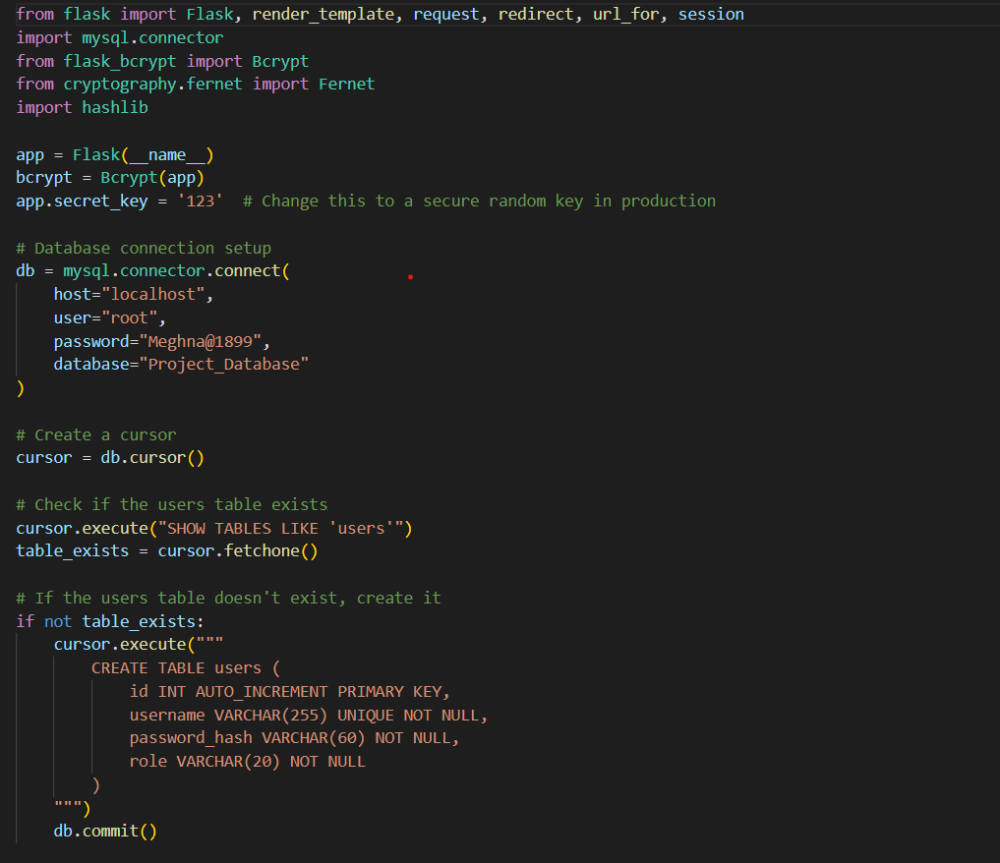 from flask import Flask, render_template, request, redirect, url_for, session
import mysql.connector
from flask_bcrypt import Bcrypt
from cryptography.fernet import Fernet
import hashlib
app = Flask(__name__)
bcrypt = Bcrypt(app)
app.secret_key = '123'  # Change this to a secure random key in production
# Database connection setup
db = mysql.connector.connect(
    host="localhost",
    user="root",
    password="Meghna@1899",
    database="Project_Database"
)
# Create a cursor
cursor = db.cursor()
# Check if the users table exists
cursor.execute("SHOW TABLES LIKE 'users'")
table_exists = cursor.fetchone()
# If the users table doesn't exist, create it
if not table_exists:
    cursor.execute("""
        CREATE TABLE users (
            id INT AUTO_INCREMENT PRIMARY KEY,
            username VARCHAR(255) UNIQUE NOT NULL,
            password_hash VARCHAR(60) NOT NULL,
            role VARCHAR(20) NOT NULL
        )
    """)
    db.commit()